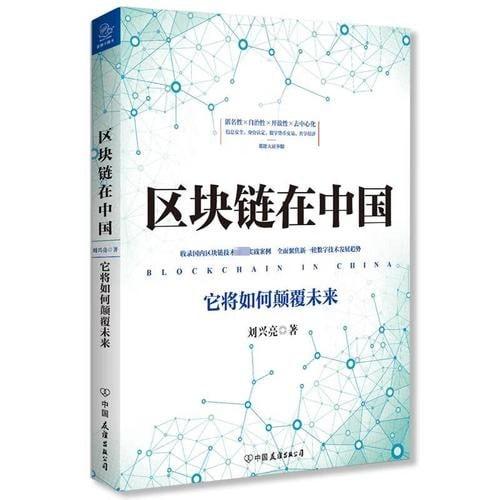 区块链在中国
刘兴亮 著
它将如何颠覆未来
中国友谊出版公司
匿名性×自治性×开放性×去中心化
区块链在中国
收录国内区块链技术 实战案例 全面聚焦新一轮数字技术发展趋势
BLOCKCHAIN IN CHINA
它将如何颠覆未来
刘兴亮 著
中国友谊出版公司